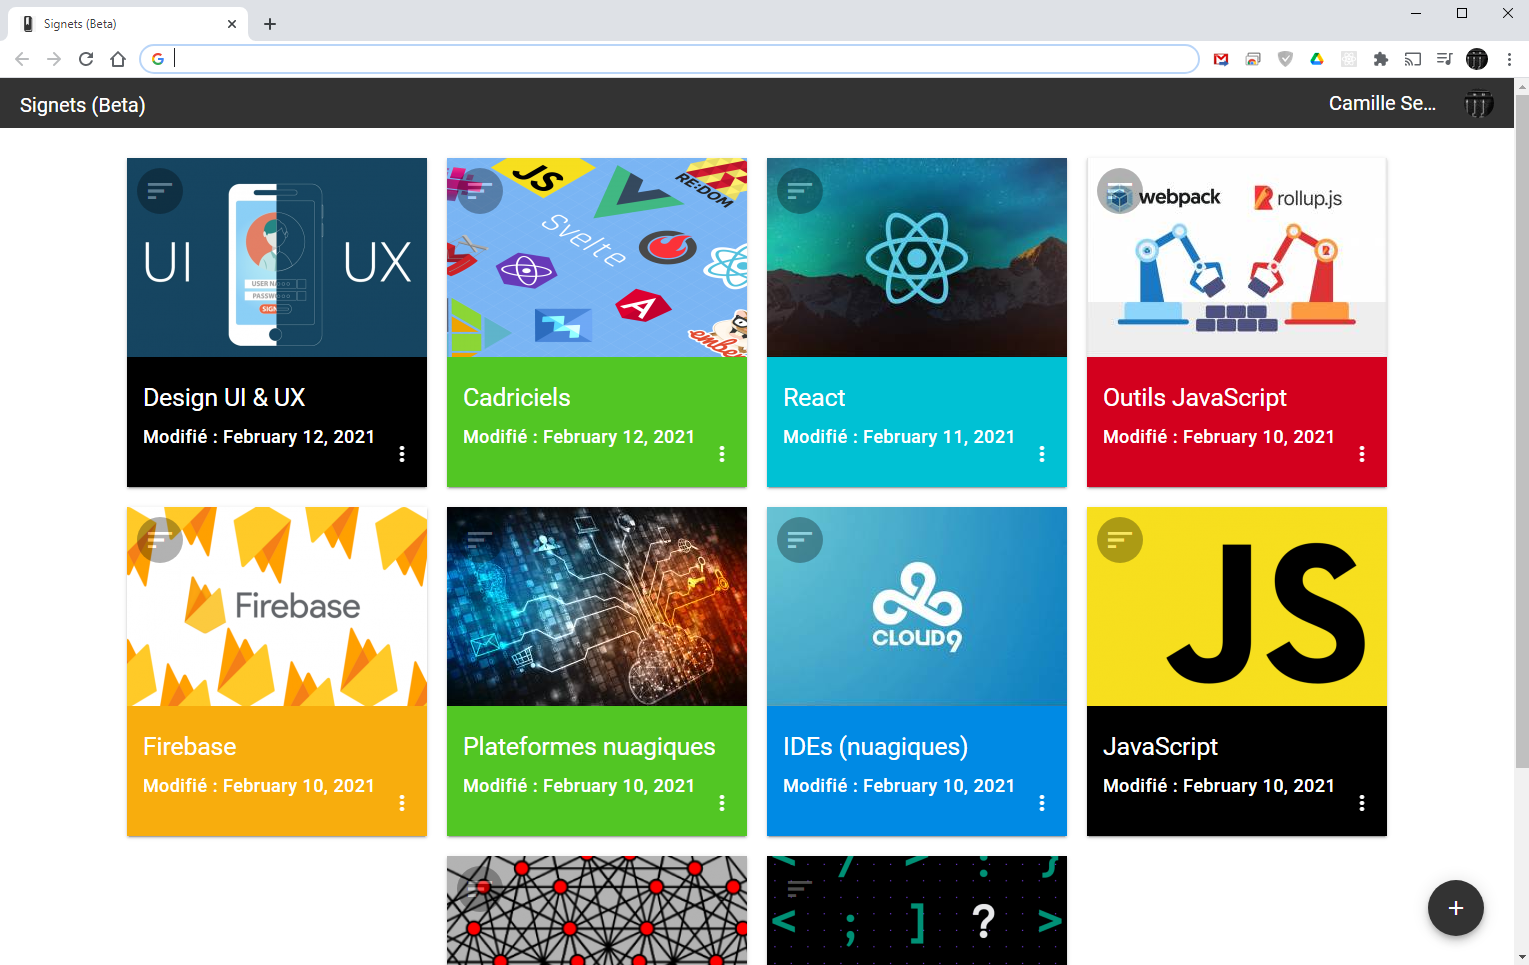 Signets (Beta)
Signets (Beta)
Camille Se...
UI
UX
USER NA
PASSWO
SIGN
JS
RE:DOM
Svelte
ember
webpack
rollup.js
Design UI & UX
Modifié : February 12, 2021
Cadriciels
Modifié : February 12, 2021
React
Modifié : February 11, 2021
Outils JavaScript
Modifié : February 10, 2021
Firebase
CLOUD9
JS
Firebase
Modifié : February 10, 2021
Plateformes nuagiques
Modifié : February 10, 2021
IDEs (nuagiques)
Modifié : February 10, 2021
JavaScript
Modifié : February 10, 2021
< / > : }
< ; ] ? >
+